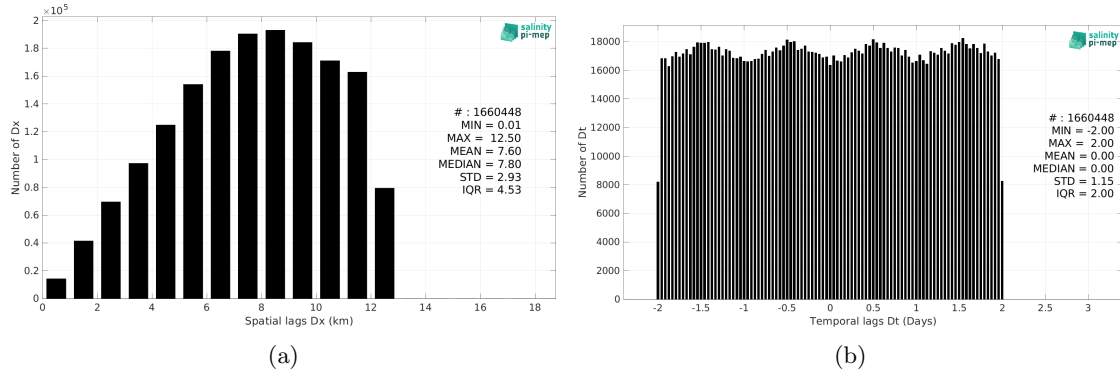 ×10⁵
2
1.8
1.6
1.4
1.2
1
0.8
0.6
0.4
0.2
0
Number of Dx
0 2 4 6 8 10 12 14 16 18
Spatial lags Dx (km)
salinity
pi-mep
# : 1660448
MIN = 0.01
MAX = 12.50
MEAN = 7.60
MEDIAN = 7.80
STD = 2.93
IQR = 4.53
(a)
18000
16000
14000
12000
10000
8000
6000
4000
2000
0
Number of Dt
-2 -1.5 -1 -0.5 0 0.5 1 1.5 2 2.5 3
Temporal lags Dt (Days)
salinity
pi-mep
# : 1660448
MIN = -2.00
MAX = 2.00
MEAN = 0.00
MEDIAN = 0.00
STD = 1.15
IQR = 2.00
(b)